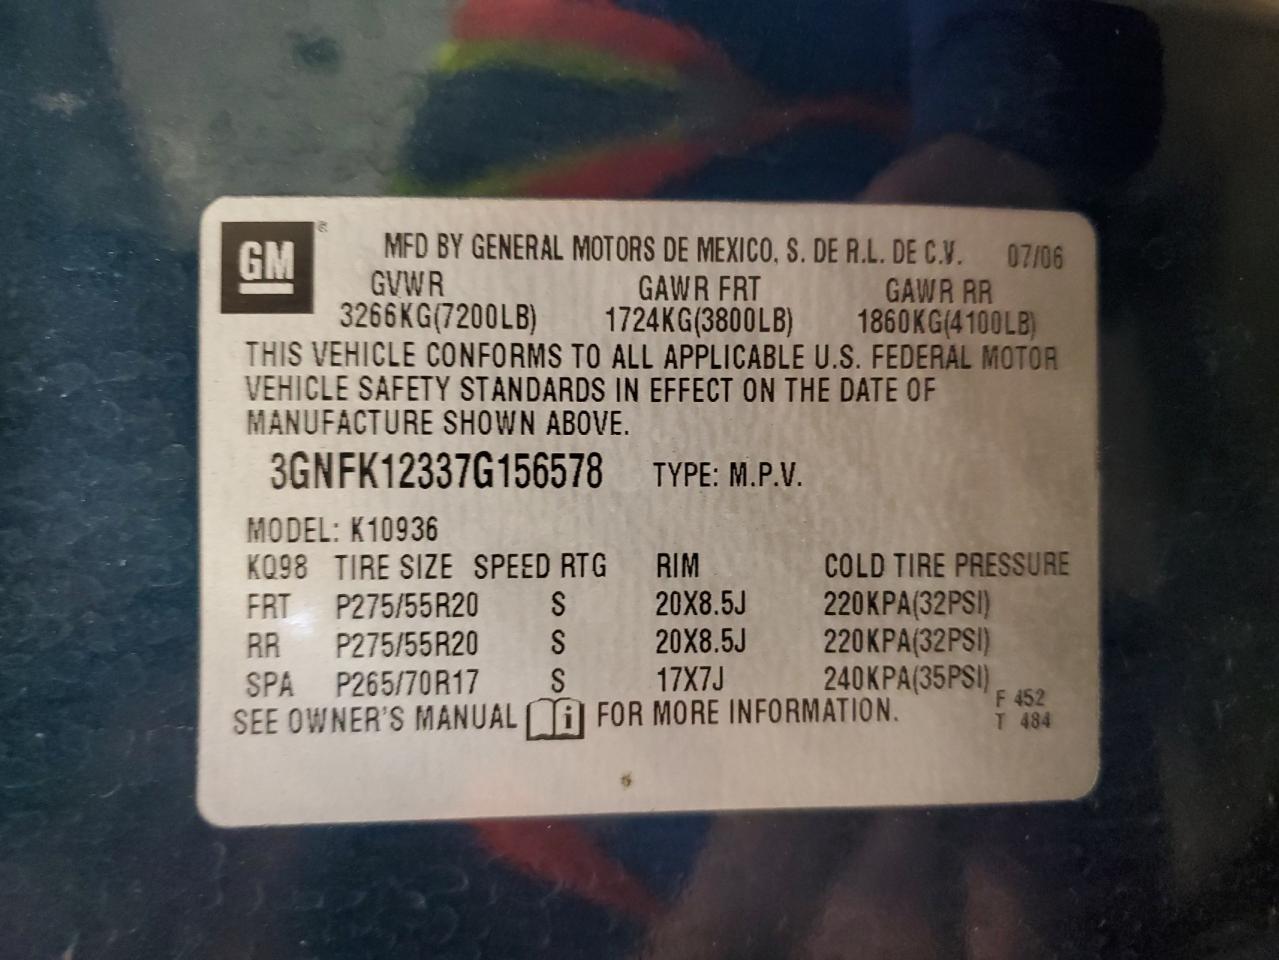 GM®
MFD BY GENERAL MOTORS DE MEXICO, S. DE R.L. DE C.V. 07/06
GVWR GAWR FRT GAWR RR
3266KG(7200LB) 1724KG(3800LB) 1860KG(4100LB)
THIS VEHICLE CONFORMS TO ALL APPLICABLE U.S. FEDERAL MOTOR
VEHICLE SAFETY STANDARDS IN EFFECT ON THE DATE OF
MANUFACTURE SHOWN ABOVE.
3GNFK12337G156578 TYPE: M.P.V.
MODEL: K10936
KQ98 TIRE SIZE SPEED RTG RIM COLD TIRE PRESSURE
FRT P275/55R20 S 20X8.5J 220KPA(32PSI)
RR P275/55R20 S 20X8.5J 220KPA(32PSI)
SPA P265/70R17 S 17X7J 240KPA(35PSI)
SEE OWNER'S MANUAL i FOR MORE INFORMATION.
F 452
T 484